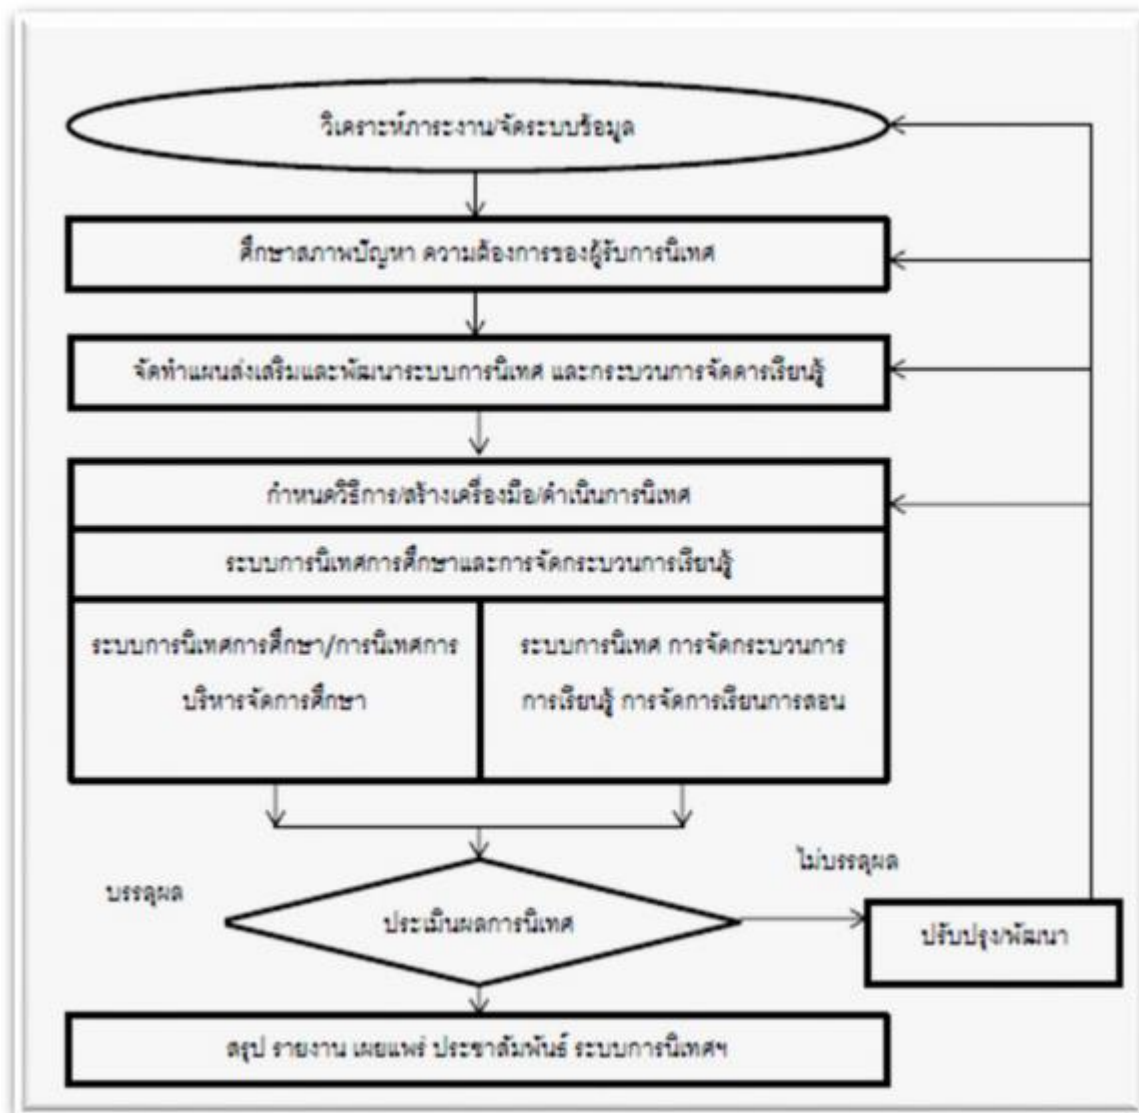 วิเคราะห์ภาระงาน/จัดระบบข้อมูล
ศึกษาสภาพปัญหา ความต้องการของผู้รับการนิเทศ
จัดทำแผนส่งเสริมและพัฒนาระบบการนิเทศ และกระบวนการจัดดารเรียนรู้
กำหนดวิธีการ/สร้างเครื่องมือ/ดำเนินการนิเทศ
ระบบการนิเทศการศึกษาและการจัดกระบวนการเรียนรู้
ระบบการนิเทศการศึกษา/การนิเทศการ
บริหารจัดการศึกษา
ระบบการนิเทศ การจัดกระบวนการ
การเรียนรู้ การจัดการเรียนการสอน
ไม่บรรลุผล
บรรลุผล
ประเมินผลการนิเทศ
ปรับปรุง/พัฒนา
สรุป รายงาน เผยแพร่ ประชาสัมพันธ์ ระบบการนิเทศฯ